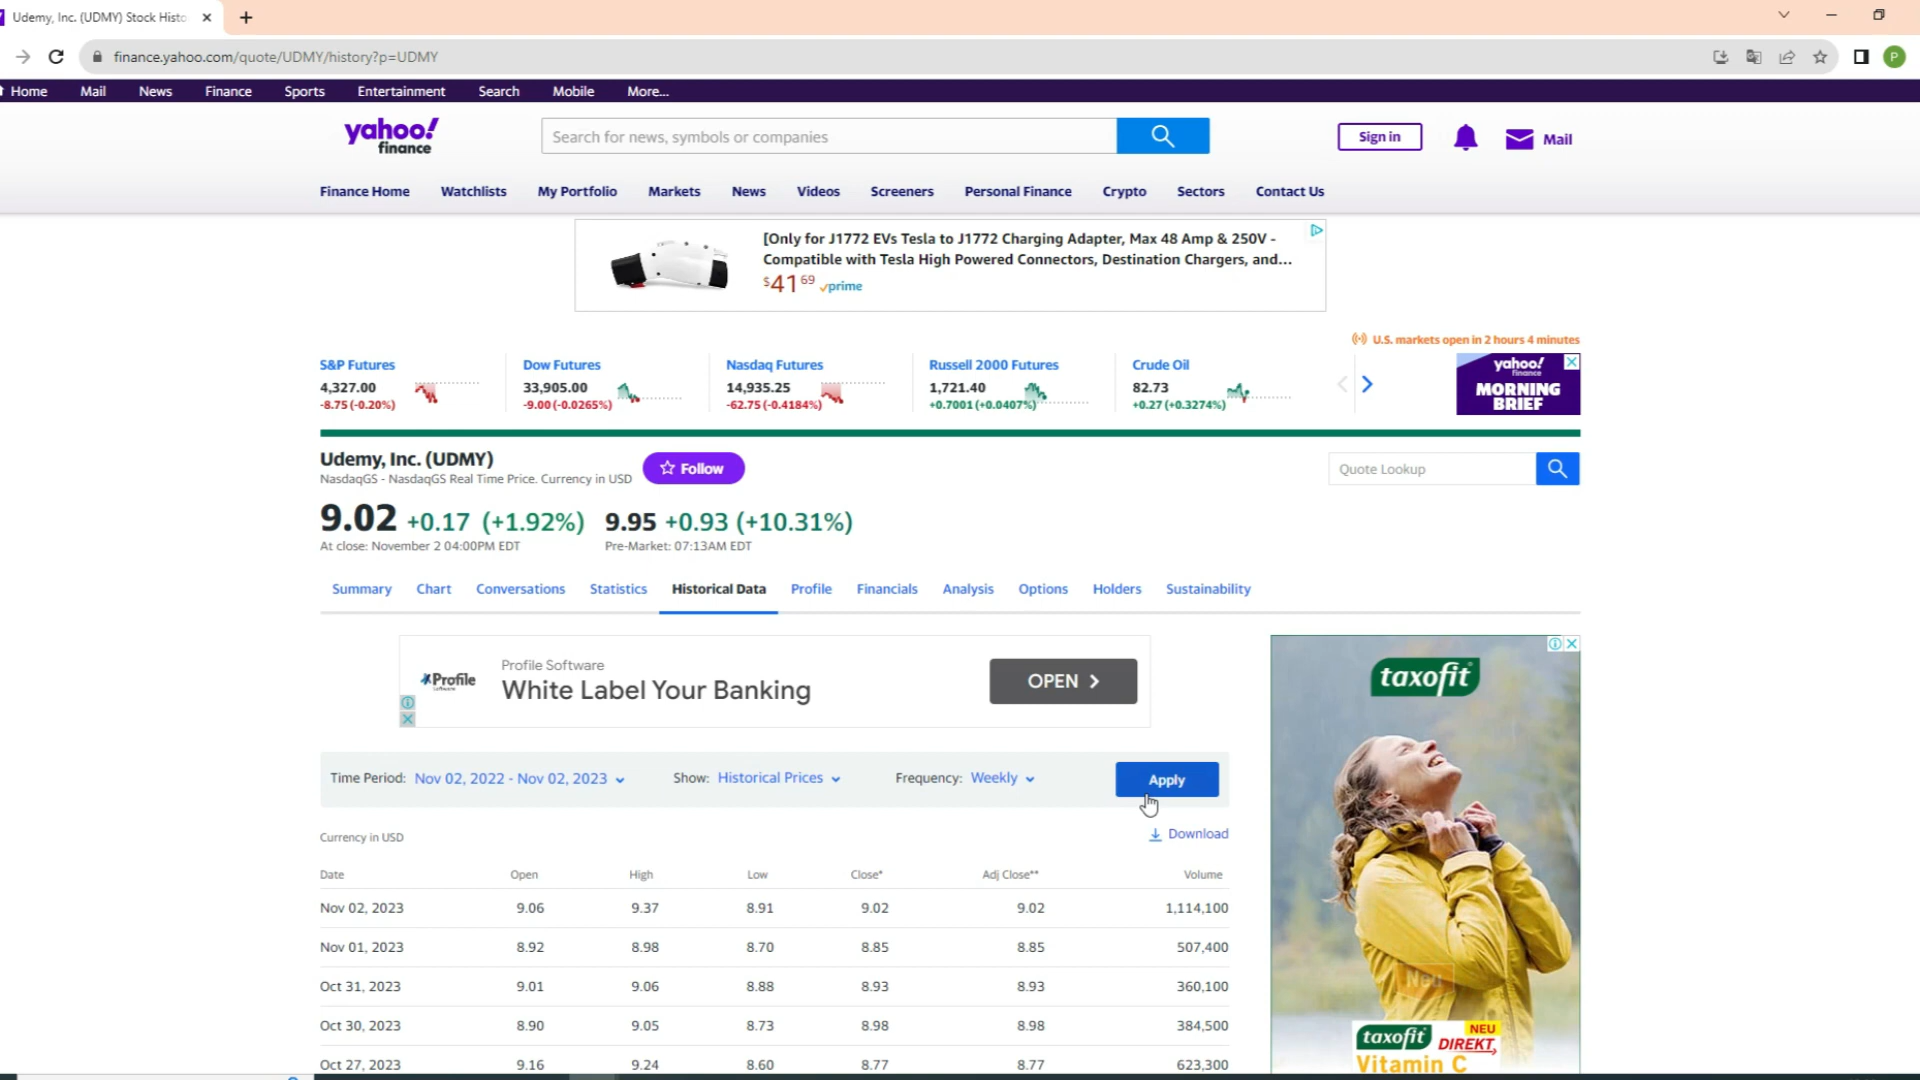 Udemy, Inc. (UDMY) Stock Histo
finance.yahoo.com/quote/UDMY/history?p=UDMY
P
Home Mail News Finance Sports Entertainment Search Mobile More...
yahoo!
finance
Search for news, symbols or companies
Sign in
Mail
Finance Home Watchlists My Portfolio Markets News Videos Screeners Personal Finance Crypto Sectors Contact Us
[Only for J1772 EVs Tesla to J1772 Charging Adapter, Max 48 Amp & 250V -
Compatible with Tesla High Powered Connectors, Destination Chargers, and...
$41 69 prime
U.S. markets open in 2 hours 4 minutes
S&P Futures
4,327.00
-8.75 (-0.20%)
Dow Futures
33,905.00
-9.00 (-0.0265%)
Nasdaq Futures
14,935.25
-62.75 (-0.4184%)
Russell 2000 Futures
1,721.40
+0.7001 (+0.0407%)
Crude Oil
82.73
+0.27 (+0.3274%)
yahoo!
finance
MORNING
BRIEF
Udemy, Inc. (UDMY)
NasdaqGS - NasdaqGS Real Time Price. Currency in USD
Follow
Quote Lookup
9.02 +0.17 (+1.92%) 9.95 +0.93 (+10.31%)
At close: November 2 04:00PM EDT Pre-Market: 07:13AM EDT
Summary Chart Conversations Statistics Historical Data Profile Financials Analysis Options Holders Sustainability
Profile
Profile Software
White Label Your Banking
OPEN
Time Period: Nov 02, 2022 - Nov 02, 2023 Show: Historical Prices Frequency: Weekly Apply
Currency in USD Download
Date Open High Low Close* Adj Close** Volume
Nov 02, 2023 9.06 9.37 8.91 9.02 9.02 1,114,100
Nov 01, 2023 8.92 8.98 8.70 8.85 8.85 507,400
Oct 31, 2023 9.01 9.06 8.88 8.93 8.93 360,100
Oct 30, 2023 8.90 9.05 8.73 8.98 8.98 384,500
Oct 27, 2023 9.16 9.24 8.60 8.77 8.77 623,300
taxofit
Neu
taxofit NEU
DIREKT
Vitamin C